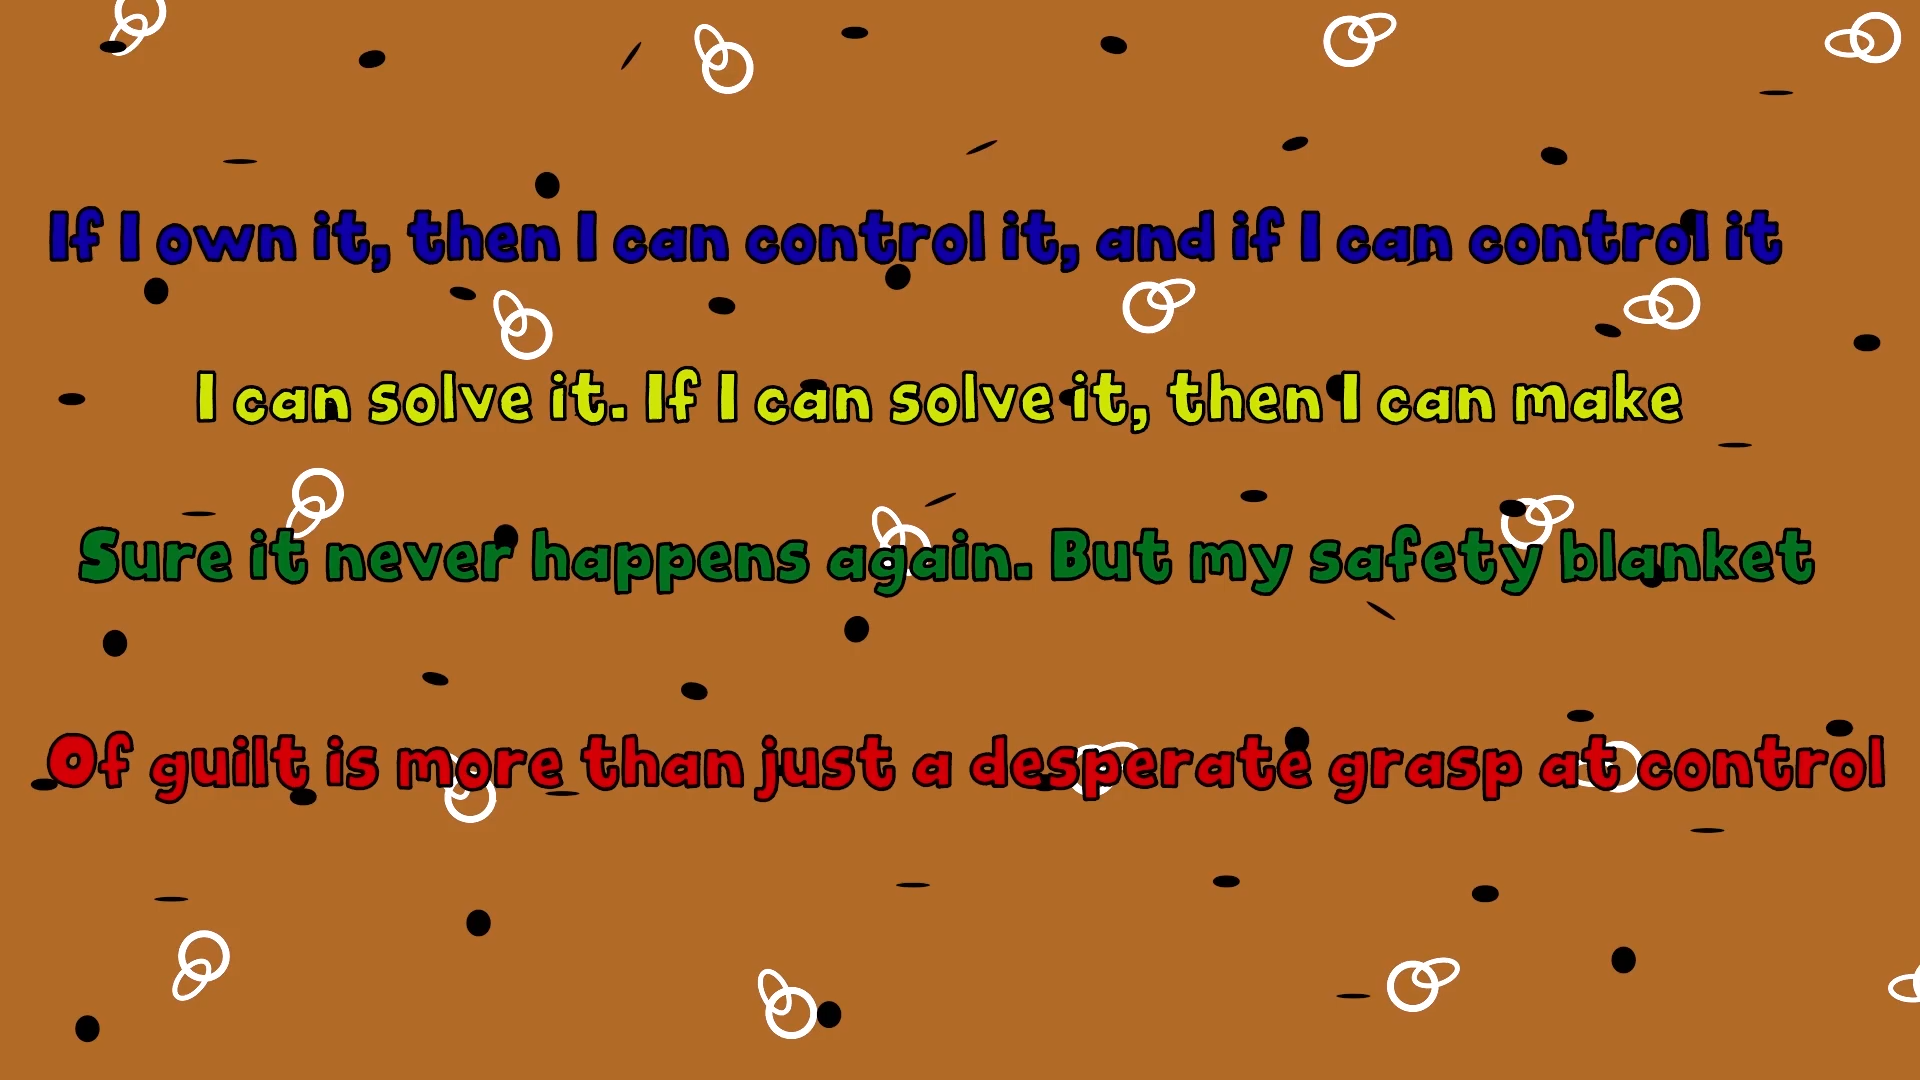 If I own it, then I can control it, and if I can control it
I can solve it. If I can solve it, then I can make
Sure it never happens again. But my safety blanket
Of guilt is more than just a desperate grasp at control